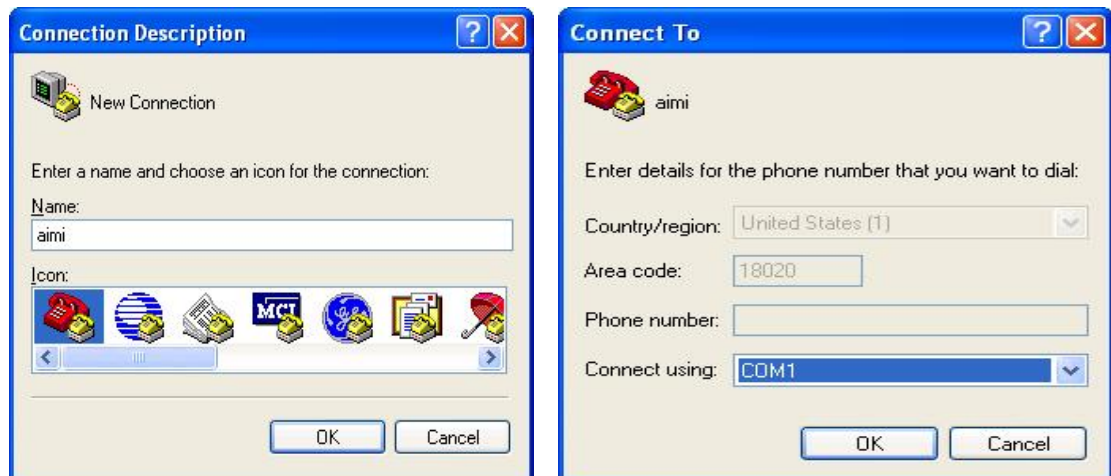 Connection Description
New Connection
Enter a name and choose an icon for the connection:
Name:
aimi
Icon:
MCI
OK Cancel
Connect To
aimi
Enter details for the phone number that you want to dial:
Country/region: United States (1)
Area code: 18020
Phone number:
Connect using: COM1
OK Cancel